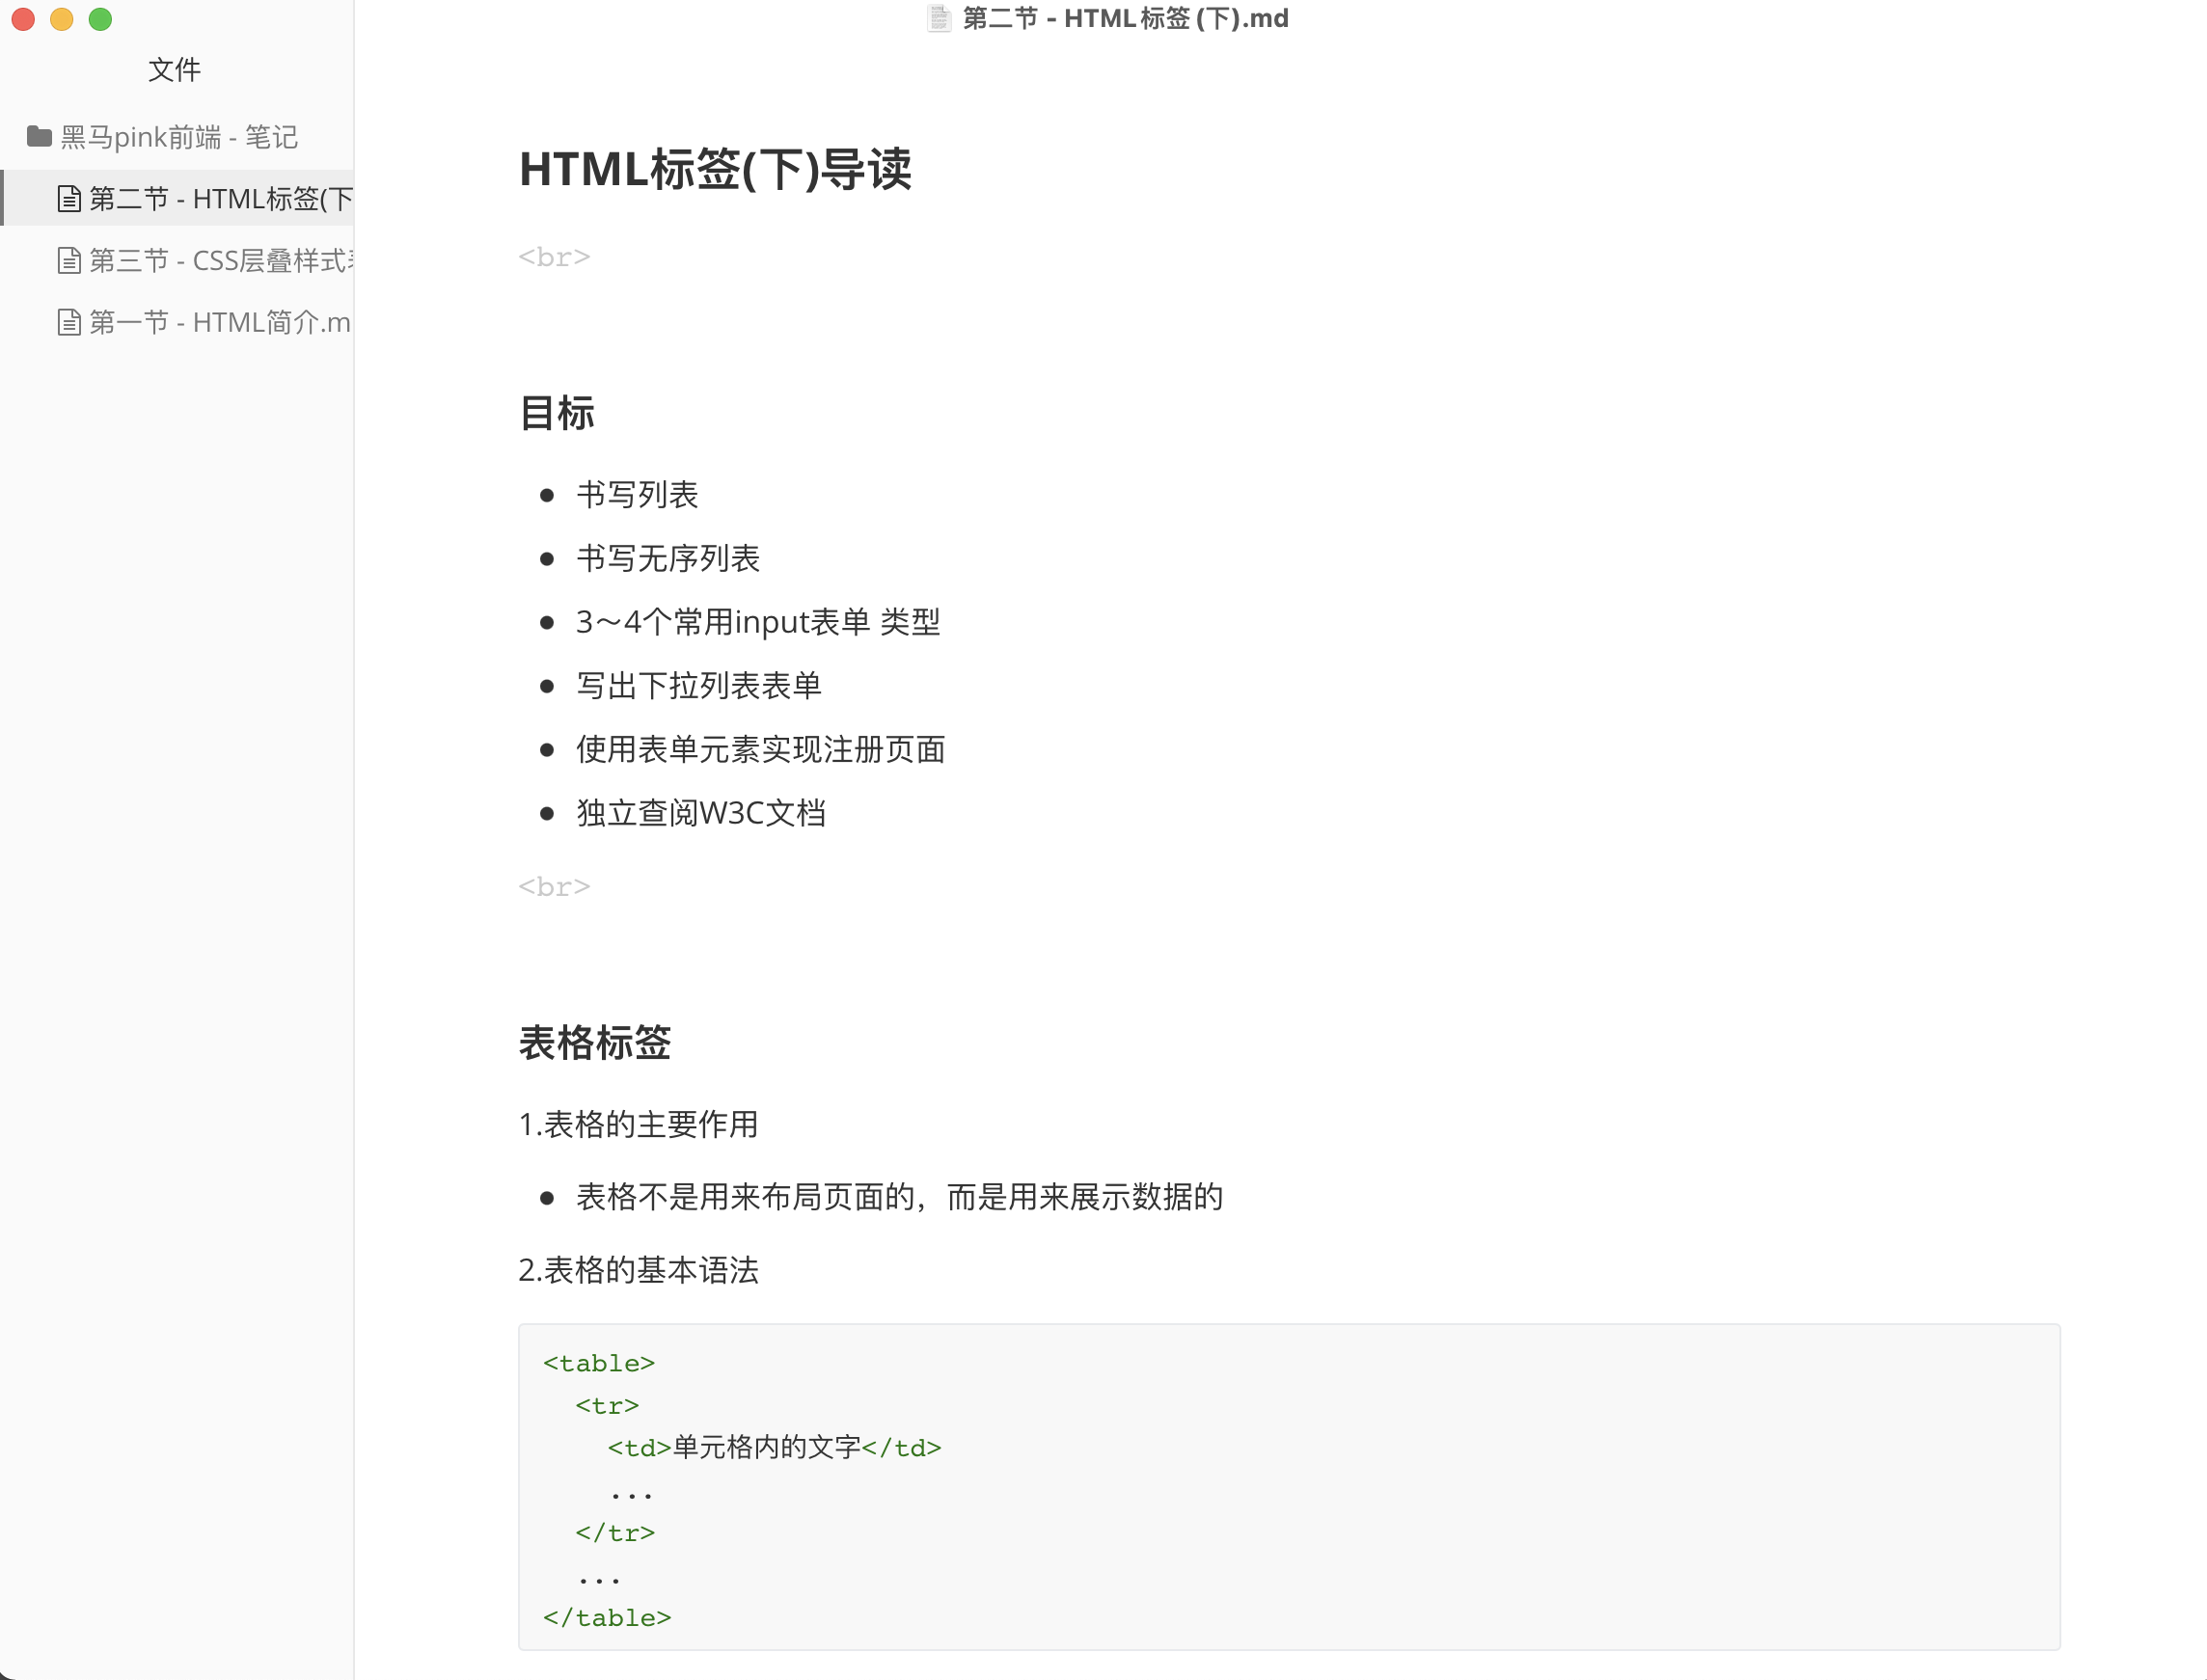 第二节 - HTML标签(下).md
文件
黑马pink前端 - 笔记
第二节 - HTML标签(下
第三节 - CSS层叠样式
第一节 - HTML简介.m
HTML标签(下)导读
<br>
目标
书写列表
书写无序列表
3～4个常用input表单 类型
写出下拉列表表单
使用表单元素实现注册页面
独立查阅W3C文档
<br>
表格标签
1.表格的主要作用
表格不是用来布局页面的，而是用来展示数据的
2.表格的基本语法
<table>
<tr>
<td>单元格内的文字</td>
...
</tr>
...
</table>